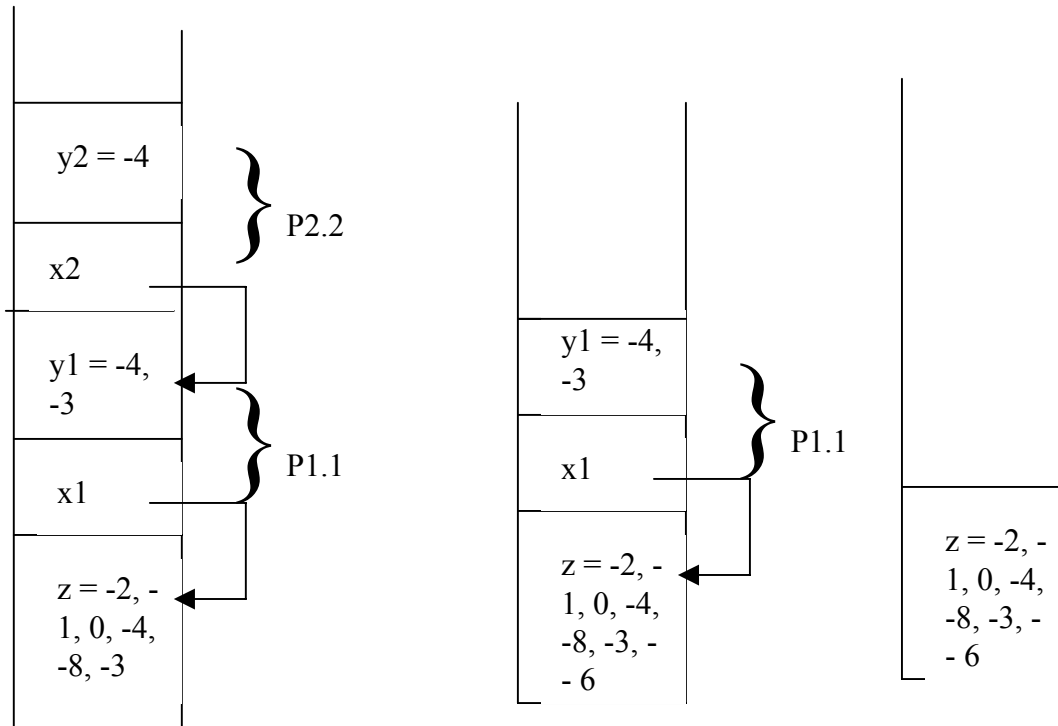 y2 = -4
P2.2
x2
y1 = -4,
-3
P1.1
x1
z = -2, -
1, 0, -4,
-8, -3
y1 = -4,
-3
P1.1
x1
z = -2, -
1, 0, -4,
-8, -3, -
- 6
z = -2, -
1, 0, -4,
-8, -3, -
- 6